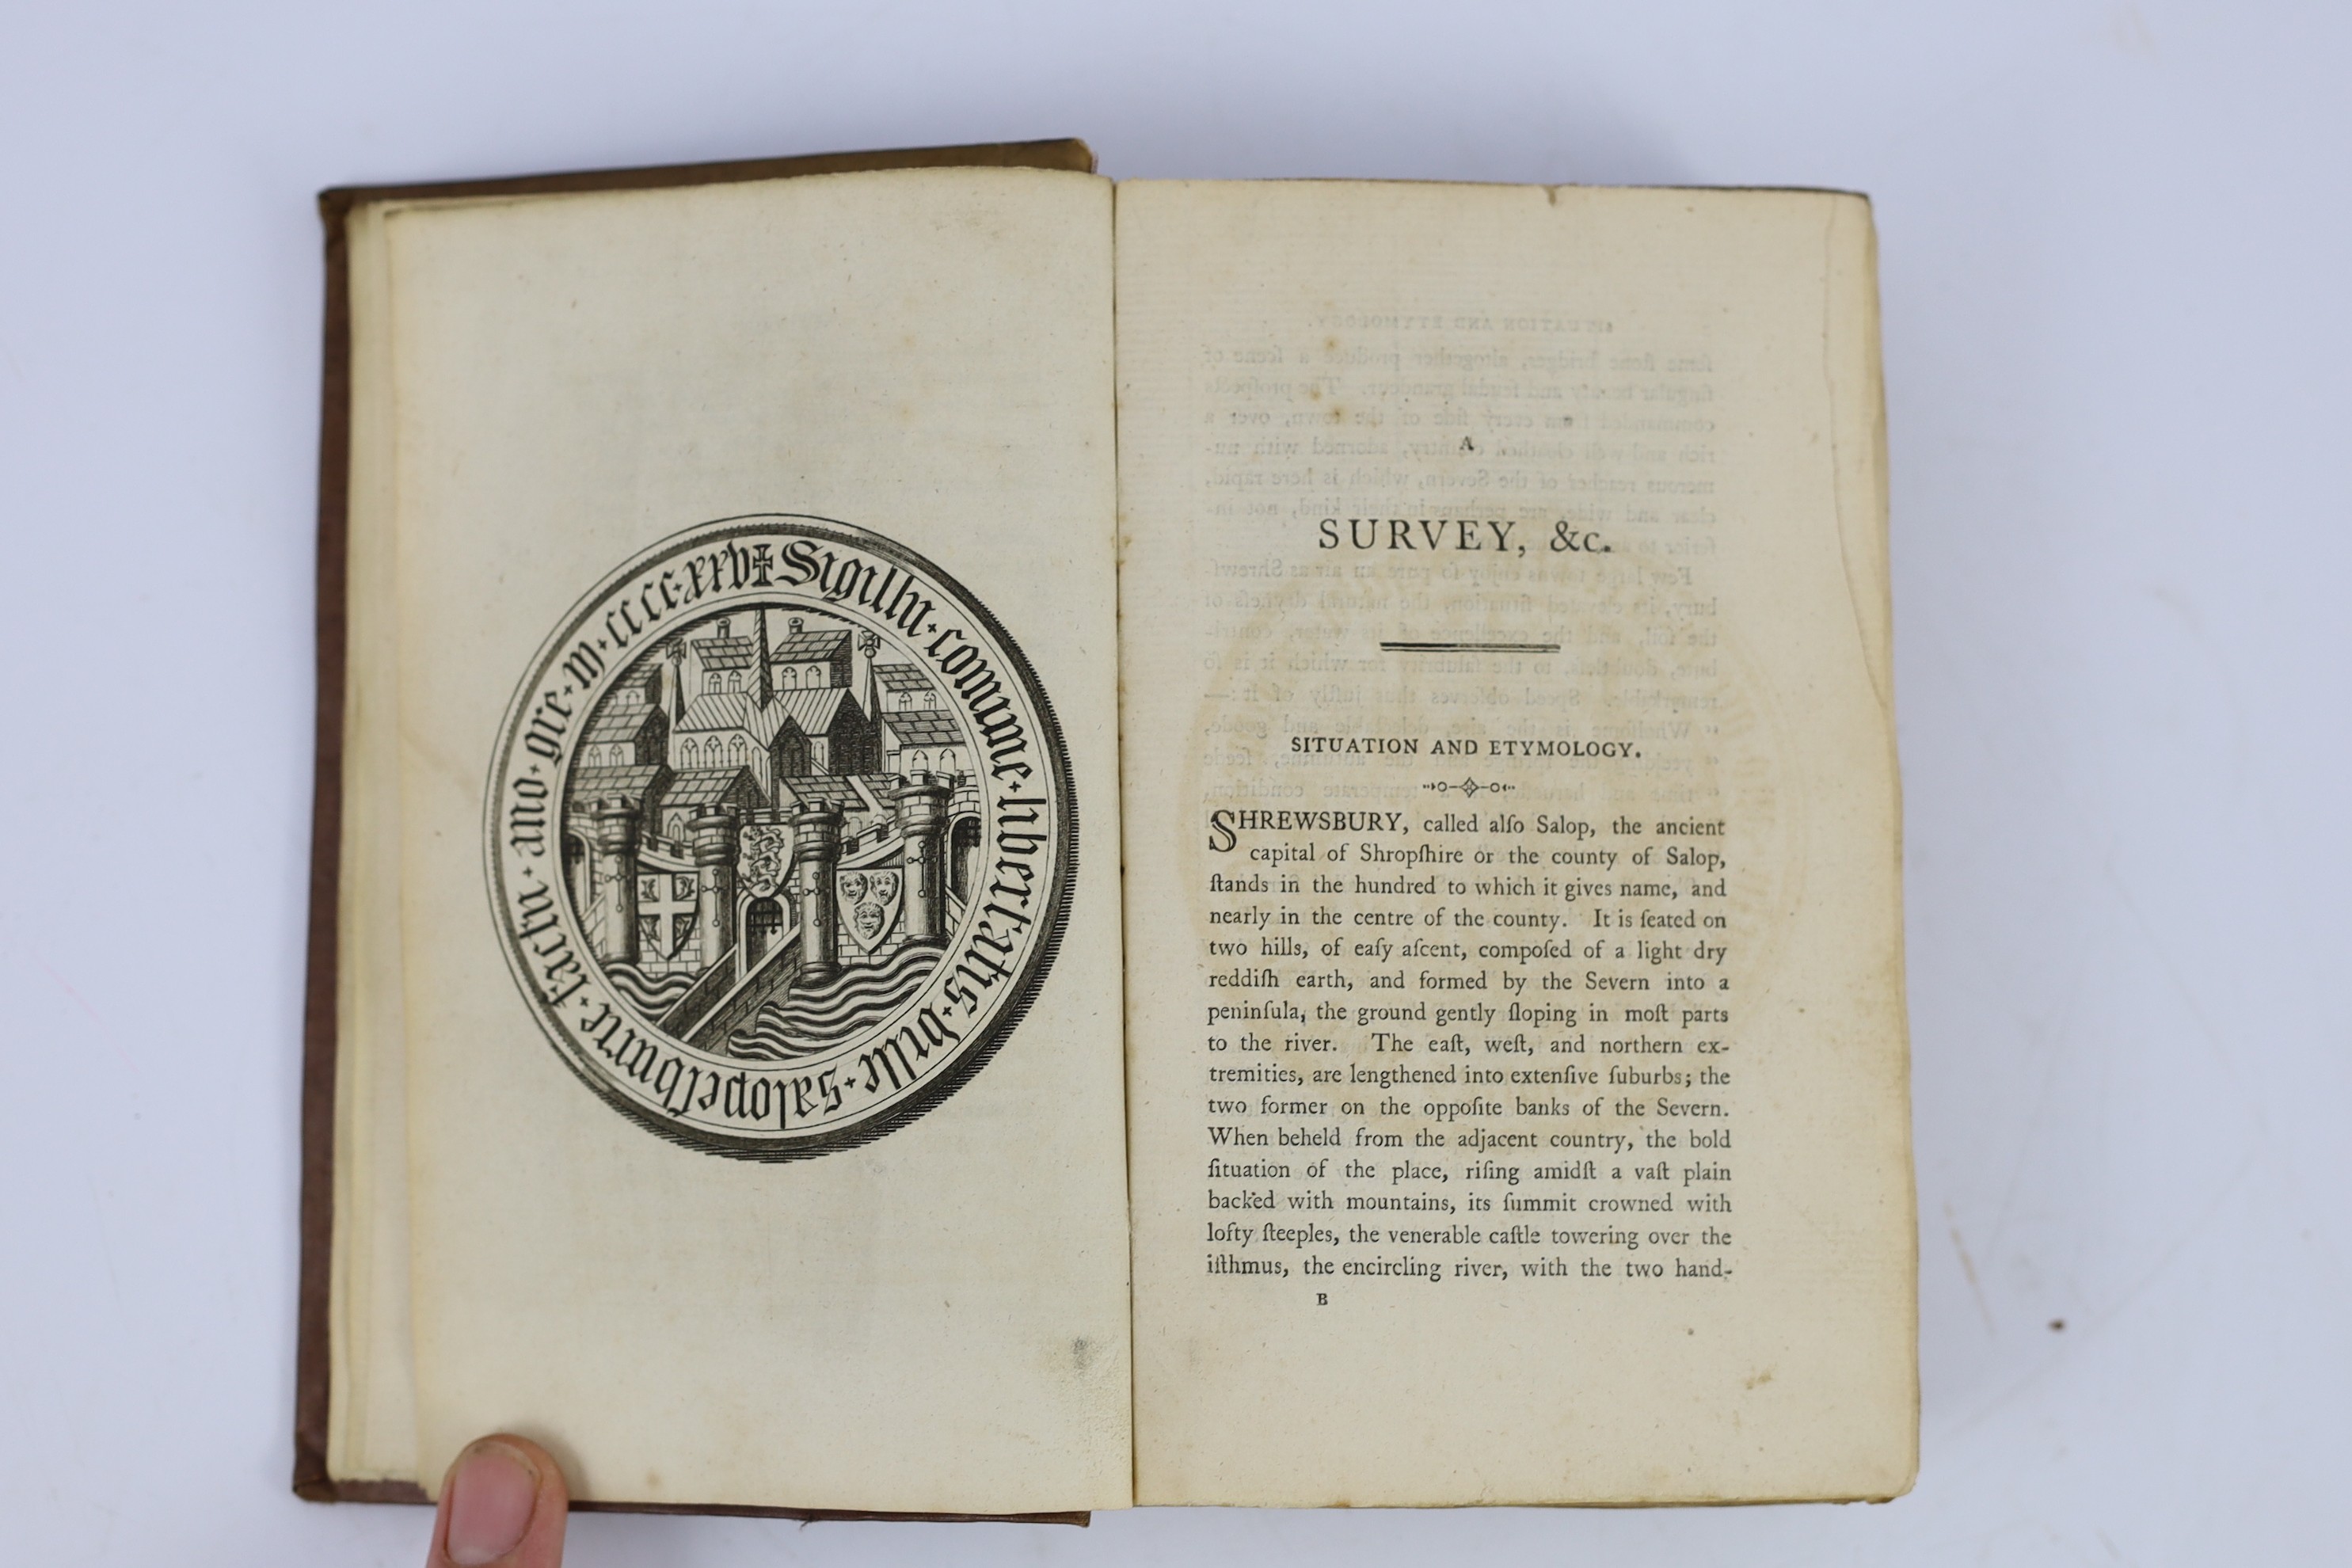 ✠ Sigillu · comune · libertatis · ville · Salopesburie · facta · ano · gre · m · cccc · xxv
A
SURVEY, &c.
SITUATION AND ETYMOLOGY.
SHREWSBURY, called alſo Salop, the ancient
capital of Shropſhire or the county of Salop,
ſtands in the hundred to which it gives name, and
nearly in the centre of the county. It is ſeated on
two hills, of eaſy aſcent, compoſed of a light dry
reddiſh earth, and formed by the Severn into a
peninſula, the ground gently ſloping in moſt parts
to the river. The eaſt, weſt, and northern ex-
tremities, are lengthened into extenſive ſuburbs; the
two former on the oppoſite banks of the Severn.
When beheld from the adjacent country, the bold
ſituation of the place, riſing amidſt a vaſt plain
backed with mountains, its ſummit crowned with
lofty ſteeples, the venerable caſtle towering over the
iſthmus, the encircling river, with the two hand-
B